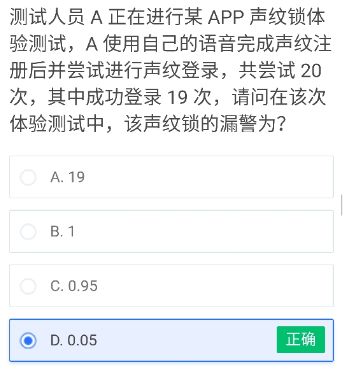 测试人员 A 正在进行某 APP 声纹锁体
验测试，A 使用自己的语音完成声纹注
册后并尝试进行声纹登录，共尝试 20
次，其中成功登录 19 次，请问在该次
体验测试中，该声纹锁的漏警为？
A. 19
B. 1
C. 0.95
D. 0.05 正确